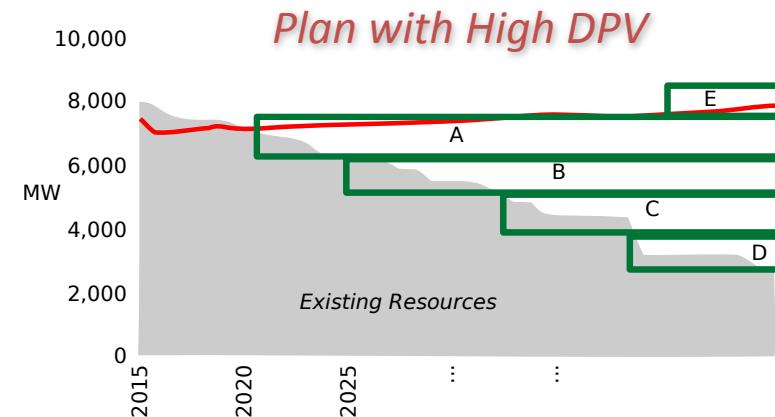 Plan with High DPV
10,000
8,000
6,000
MW
4,000
2,000
0
E
A
B
C
D
Existing Resources
2015
2020
2025
...
...